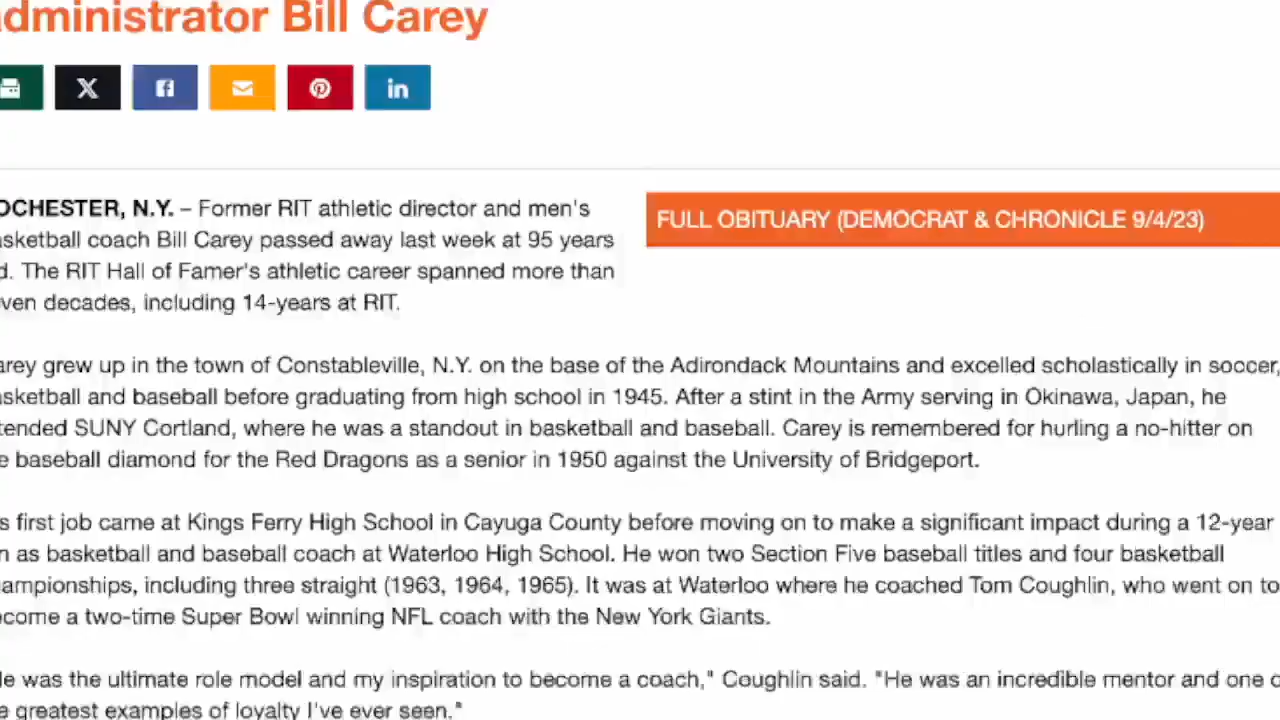 administrator Bill Carey
OCHESTER, N.Y. – Former RIT athletic director and men's
asketball coach Bill Carey passed away last week at 95 years
d. The RIT Hall of Famer's athletic career spanned more than
ven decades, including 14-years at RIT.
FULL OBITUARY (DEMOCRAT & CHRONICLE 9/4/23)
arey grew up in the town of Constableville, N.Y. on the base of the Adirondack Mountains and excelled scholastically in soccer,
asketball and baseball before graduating from high school in 1945. After a stint in the Army serving in Okinawa, Japan, he
tended SUNY Cortland, where he was a standout in basketball and baseball. Carey is remembered for hurling a no-hitter on
e baseball diamond for the Red Dragons as a senior in 1950 against the University of Bridgeport.
s first job came at Kings Ferry High School in Cayuga County before moving on to make a significant impact during a 12-year
n as basketball and baseball coach at Waterloo High School. He won two Section Five baseball titles and four basketball
ampionships, including three straight (1963, 1964, 1965). It was at Waterloo where he coached Tom Coughlin, who went on to
ecome a two-time Super Bowl winning NFL coach with the New York Giants.
He was the ultimate role model and my inspiration to become a coach," Coughlin said. "He was an incredible mentor and one o
e greatest examples of loyalty I've ever seen."